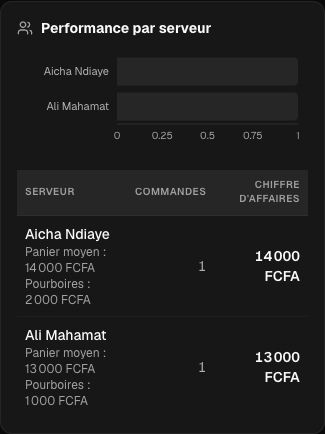 Performance par serveur
Aicha Ndiaye
Ali Mahamat
0 0.25 0.5 0.75 1
SERVEUR COMMANDES CHIFFRE D'AFFAIRES
Aicha Ndiaye
Panier moyen :
14 000 FCFA
Pourboires :
2 000 FCFA
1
14 000
FCFA
Ali Mahamat
Panier moyen :
13 000 FCFA
Pourboires :
1 000 FCFA
1
13 000
FCFA